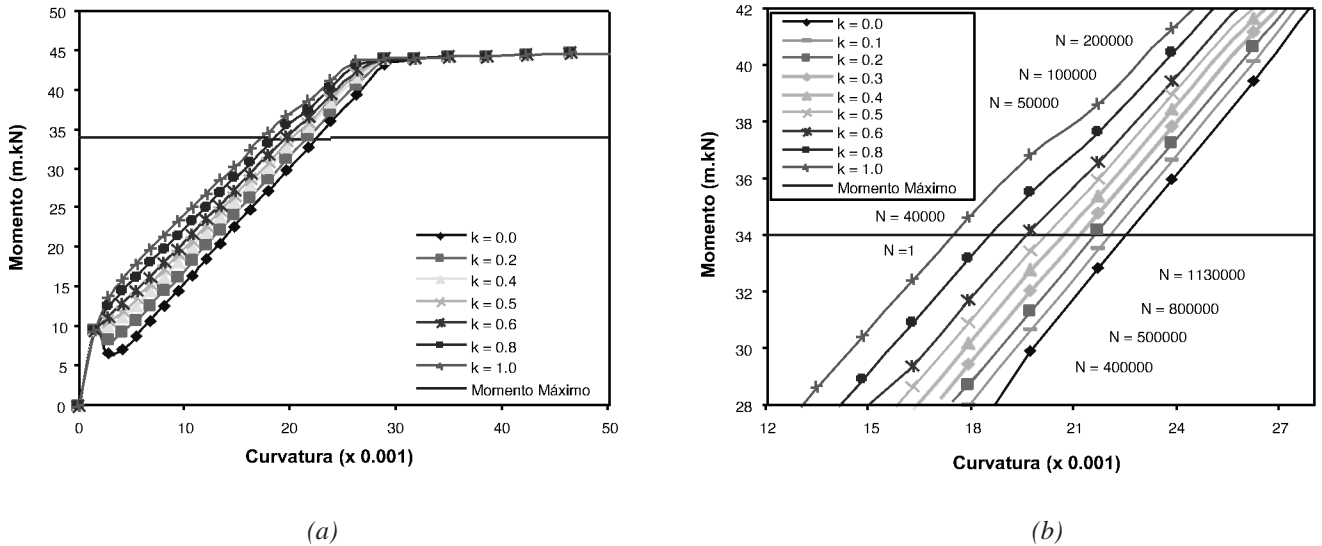 Momento (m.kN)
50
45
40
35
30
25
20
15
10
5
0
k = 0.0
k = 0.2
k = 0.4
k = 0.5
k = 0.6
k = 0.8
k = 1.0
Momento Máximo
0 10 20 30 40 50
Curvatura (x 0.001)
(a)
Momento (m.kN)
42
40
38
36
34
32
30
28
k = 0.0
k = 0.1
k = 0.2
k = 0.3
k = 0.4
k = 0.5
k = 0.6
k = 0.8
k = 1.0
Momento Máximo
N = 200000
N = 100000
N = 50000
N = 40000
N =1
N = 1130000
N = 800000
N = 500000
N = 400000
12 15 18 21 24 27
Curvatura (x 0.001)
(b)